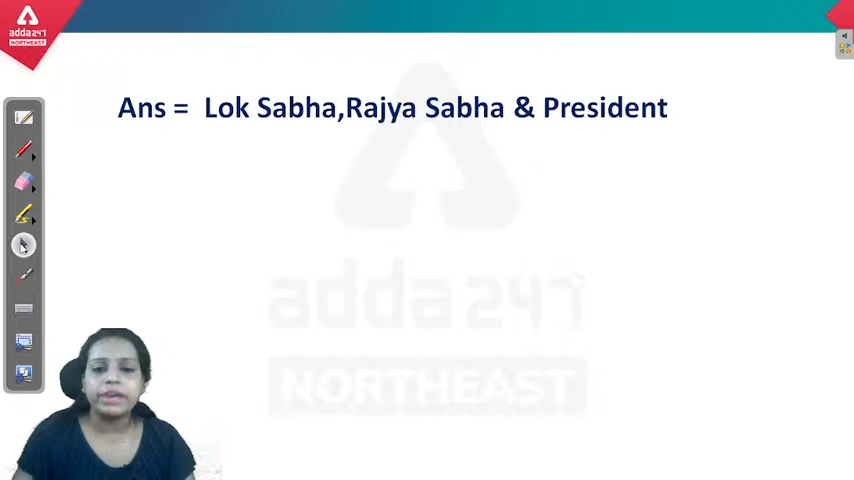 adda247
NORTHEAST
Ans = Lok Sabha,Rajya Sabha & President
adda247
NORTHEAST